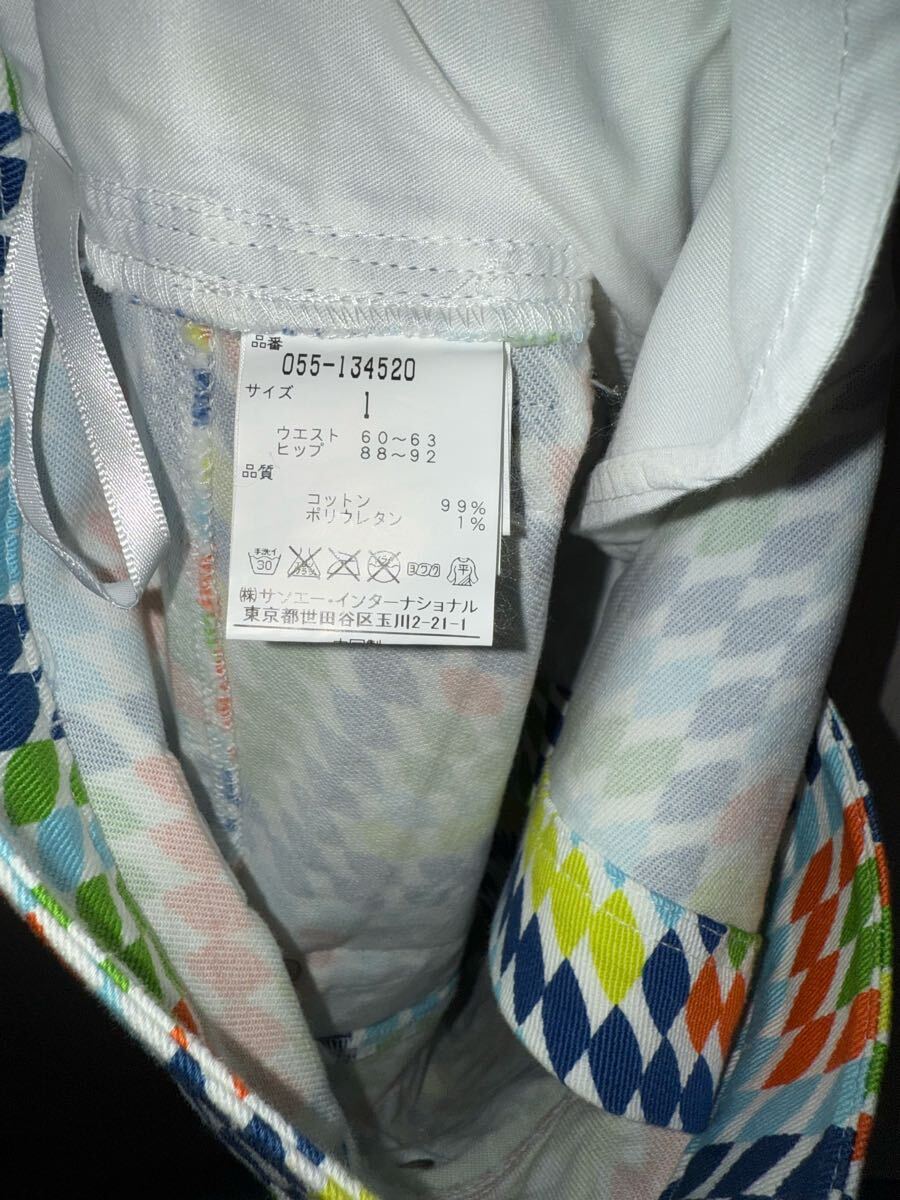 品番
055-134520
サイズ
1
ウエスト 60〜63
ヒップ 88〜92
品質
コットン 99%
ポリウレタン 1%
手洗イ 30 ヨワク 平
㈱サンエー・インターナショナル
東京都世田谷区玉川2-21-1